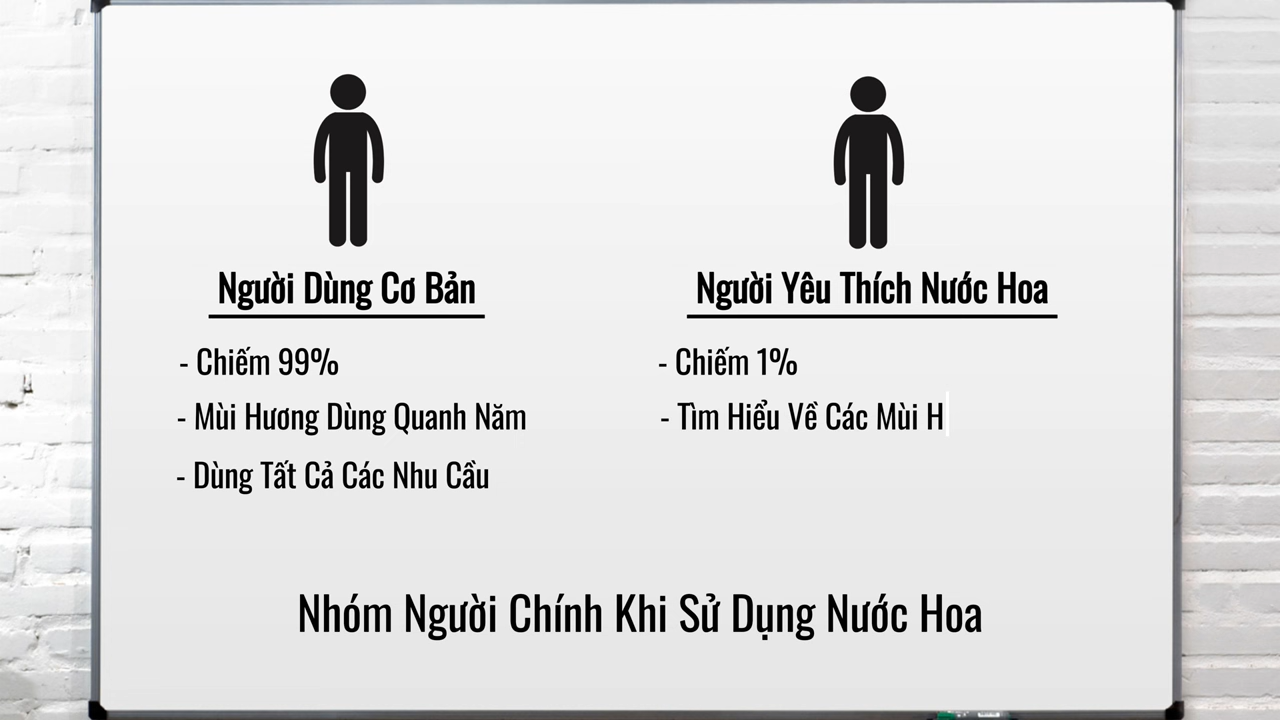 Người Dùng Cơ Bản
- Chiếm 99%
- Mùi Hương Dùng Quanh Năm
- Dùng Tất Cả Các Nhu Cầu
Người Yêu Thích Nước Hoa
- Chiếm 1%
- Tìm Hiểu Về Các Mùi H
Nhóm Người Chính Khi Sử Dụng Nước Hoa